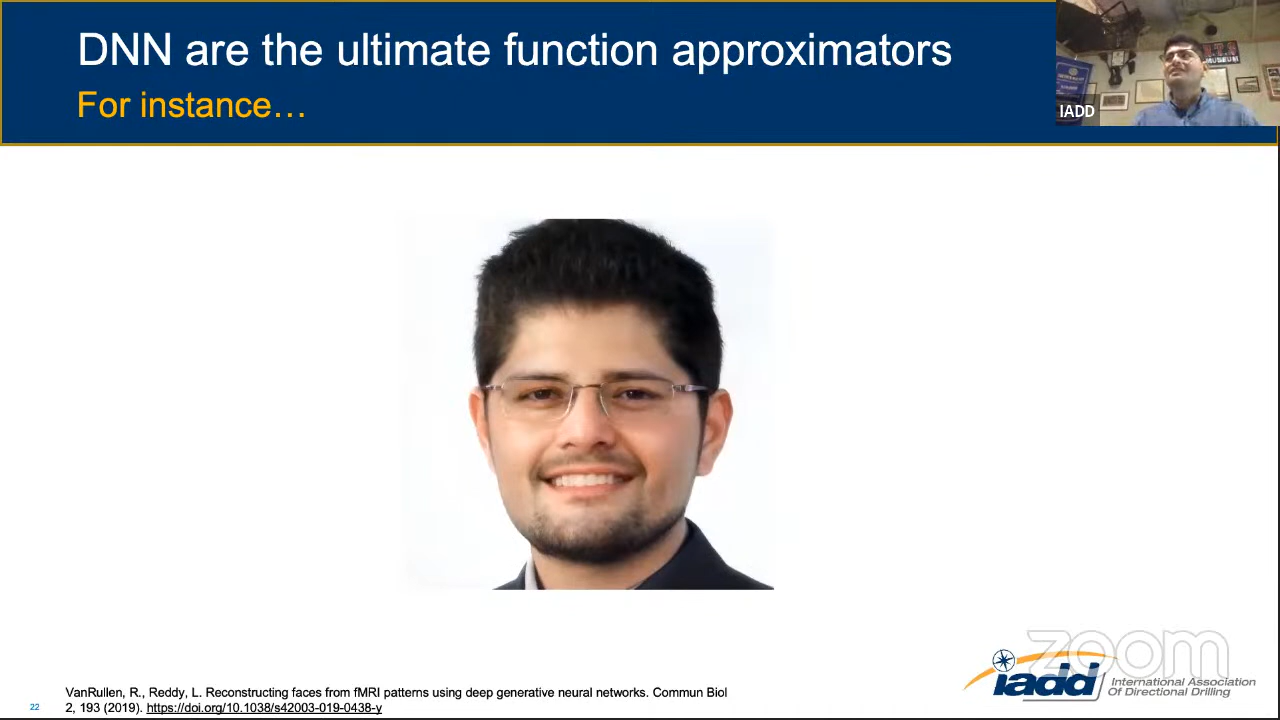 DNN are the ultimate function approximators
For instance…
IADD
MUSEUM
zoom
iadd
International Association
Of Directional Drilling
VanRullen, R., Reddy, L. Reconstructing faces from fMRI patterns using deep generative neural networks. Commun Biol
2, 193 (2019). https://doi.org/10.1038/s42003-019-0438-y
22